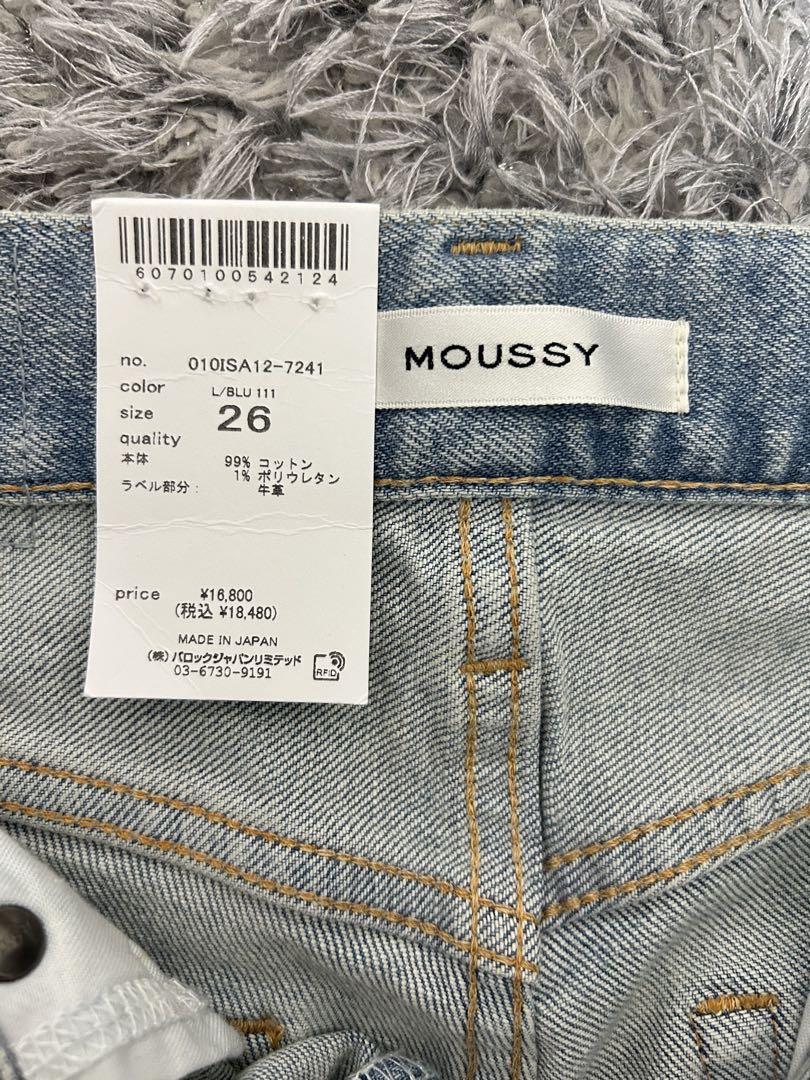 6070100542124
no. 010ISA12-7241
color L/BLU 111
size 26
quality
本体 99% コットン
1% ポリウレタン
ラベル部分： 牛革
price ¥16,800
(税込 ¥18,480)
MADE IN JAPAN
(株) バロックジャパンリミテッド
03-6730-9191
RFID
MOUSSY